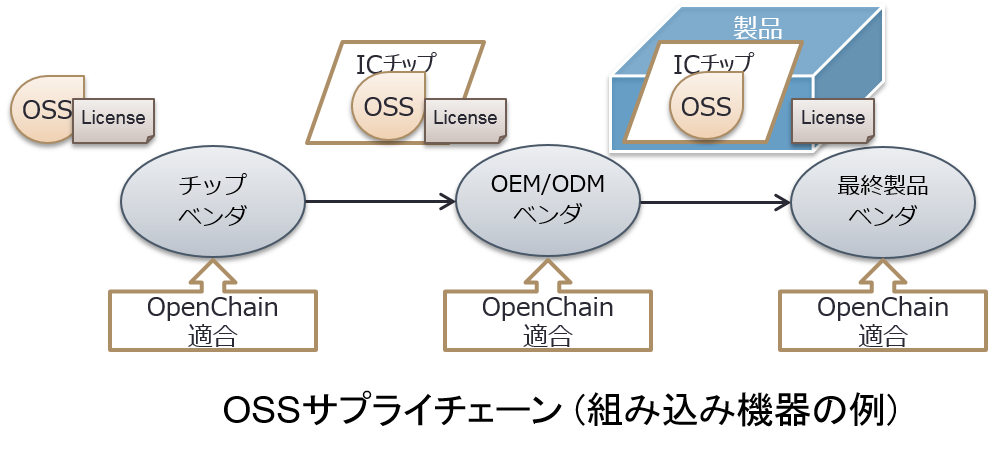 製品
ICチップ
ICチップ
OSS
License
OSS
License
OSS
License
チップ
ベンダ
OEM/ODM
ベンダ
最終製品
ベンダ
OpenChain
適合
OpenChain
適合
OpenChain
適合
OSSサプライチェーン（組み込み機器の例）